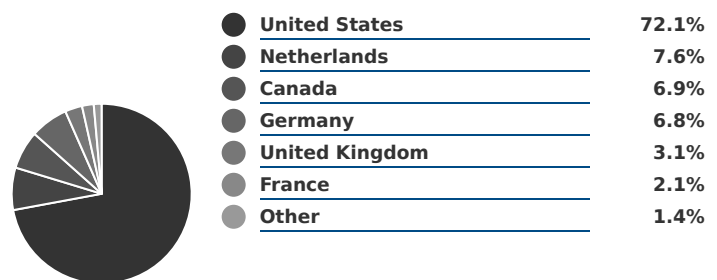 United States 72.1%
Netherlands 7.6%
Canada 6.9%
Germany 6.8%
United Kingdom 3.1%
France 2.1%
Other 1.4%